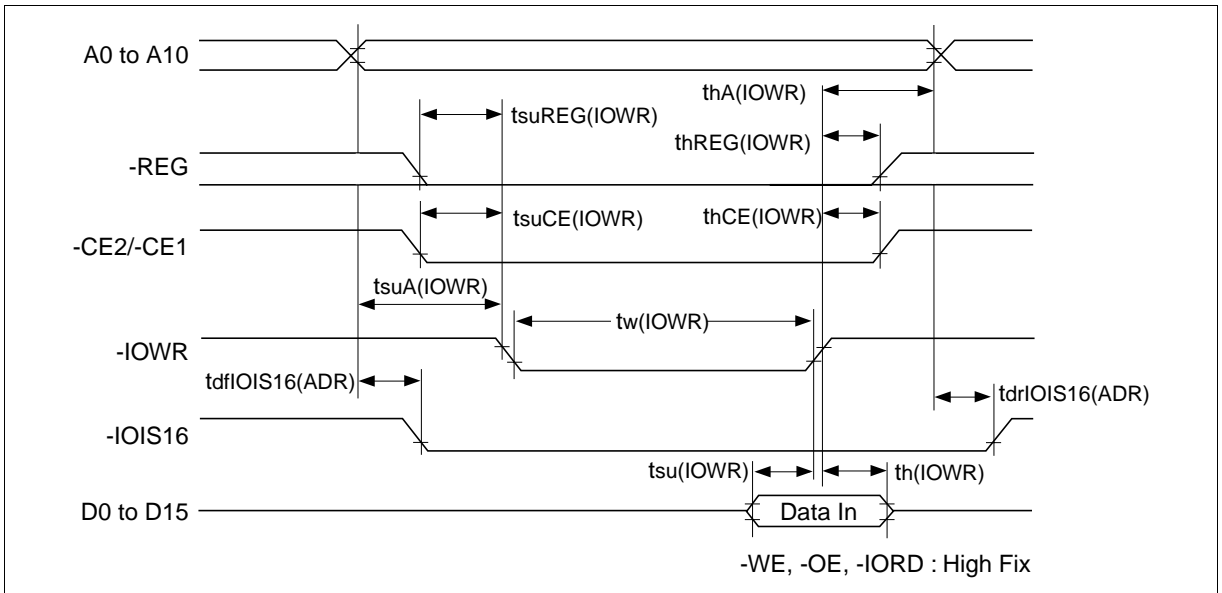 A0 to A10
thA(IOWR)
tsuREG(IOWR)
thREG(IOWR)
-REG
tsuCE(IOWR)
thCE(IOWR)
-CE2/-CE1
tsuA(IOWR)
tw(IOWR)
-IOWR
tdfIOIS16(ADR)
tdrIOIS16(ADR)
-IOIS16
tsu(IOWR)
th(IOWR)
D0 to D15
Data In
-WE, -OE, -IORD : High Fix